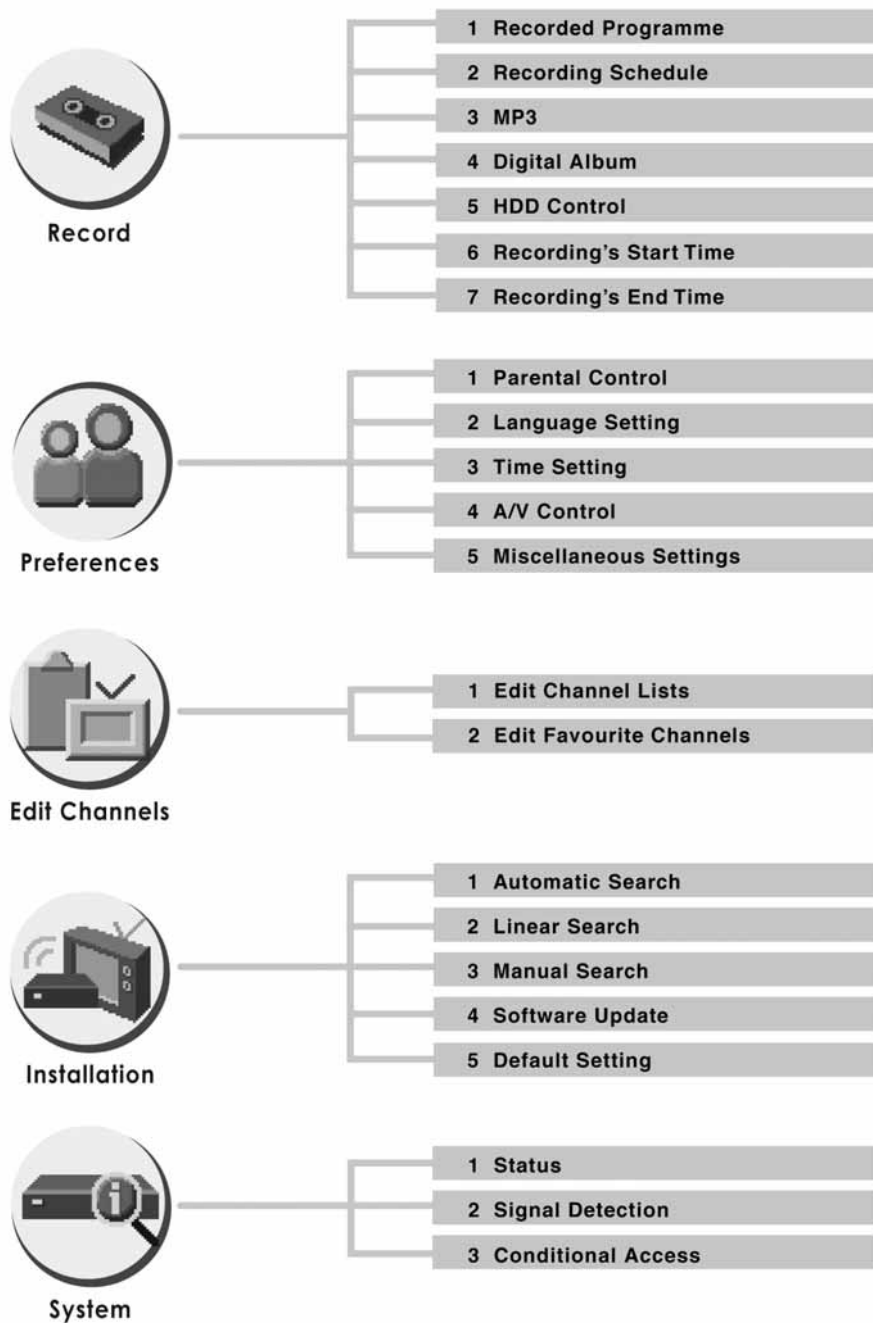 1 Recorded Programme
2 Recording Schedule
3 MP3
4 Digital Album
5 HDD Control
6 Recording's Start Time
7 Recording's End Time
Record
1 Parental Control
2 Language Setting
3 Time Setting
4 A/V Control
5 Miscellaneous Settings
Preferences
1 Edit Channel Lists
2 Edit Favourite Channels
Edit Channels
1 Automatic Search
2 Linear Search
3 Manual Search
4 Software Update
5 Default Setting
Installation
1 Status
2 Signal Detection
3 Conditional Access
System